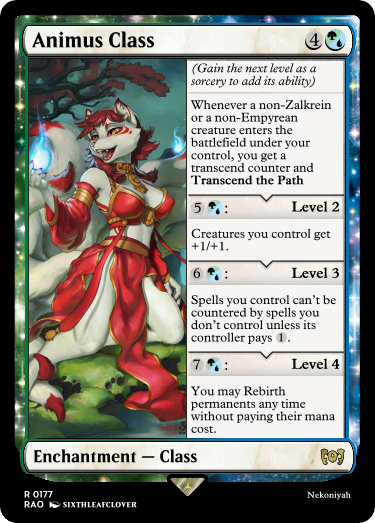 Animus Class 4
(Gain the next level as a
sorcery to add its ability)
Whenever a non-Zalkrein
or a non-Empyrean
creature enters the
battlefield under your
control, you get a
transcend counter and
Transcend the Path
5 : Level 2
Creatures you control get
+1/+1.
6 : Level 3
Spells you control can't be
countered by spells you
don't control unless its
controller pays 1.
7 : Level 4
You may Rebirth
permanents any time
without paying their mana
cost.
Enchantment — Class
R 0177
RAO SIXTHLEAFCLOVER
Nekoniyah